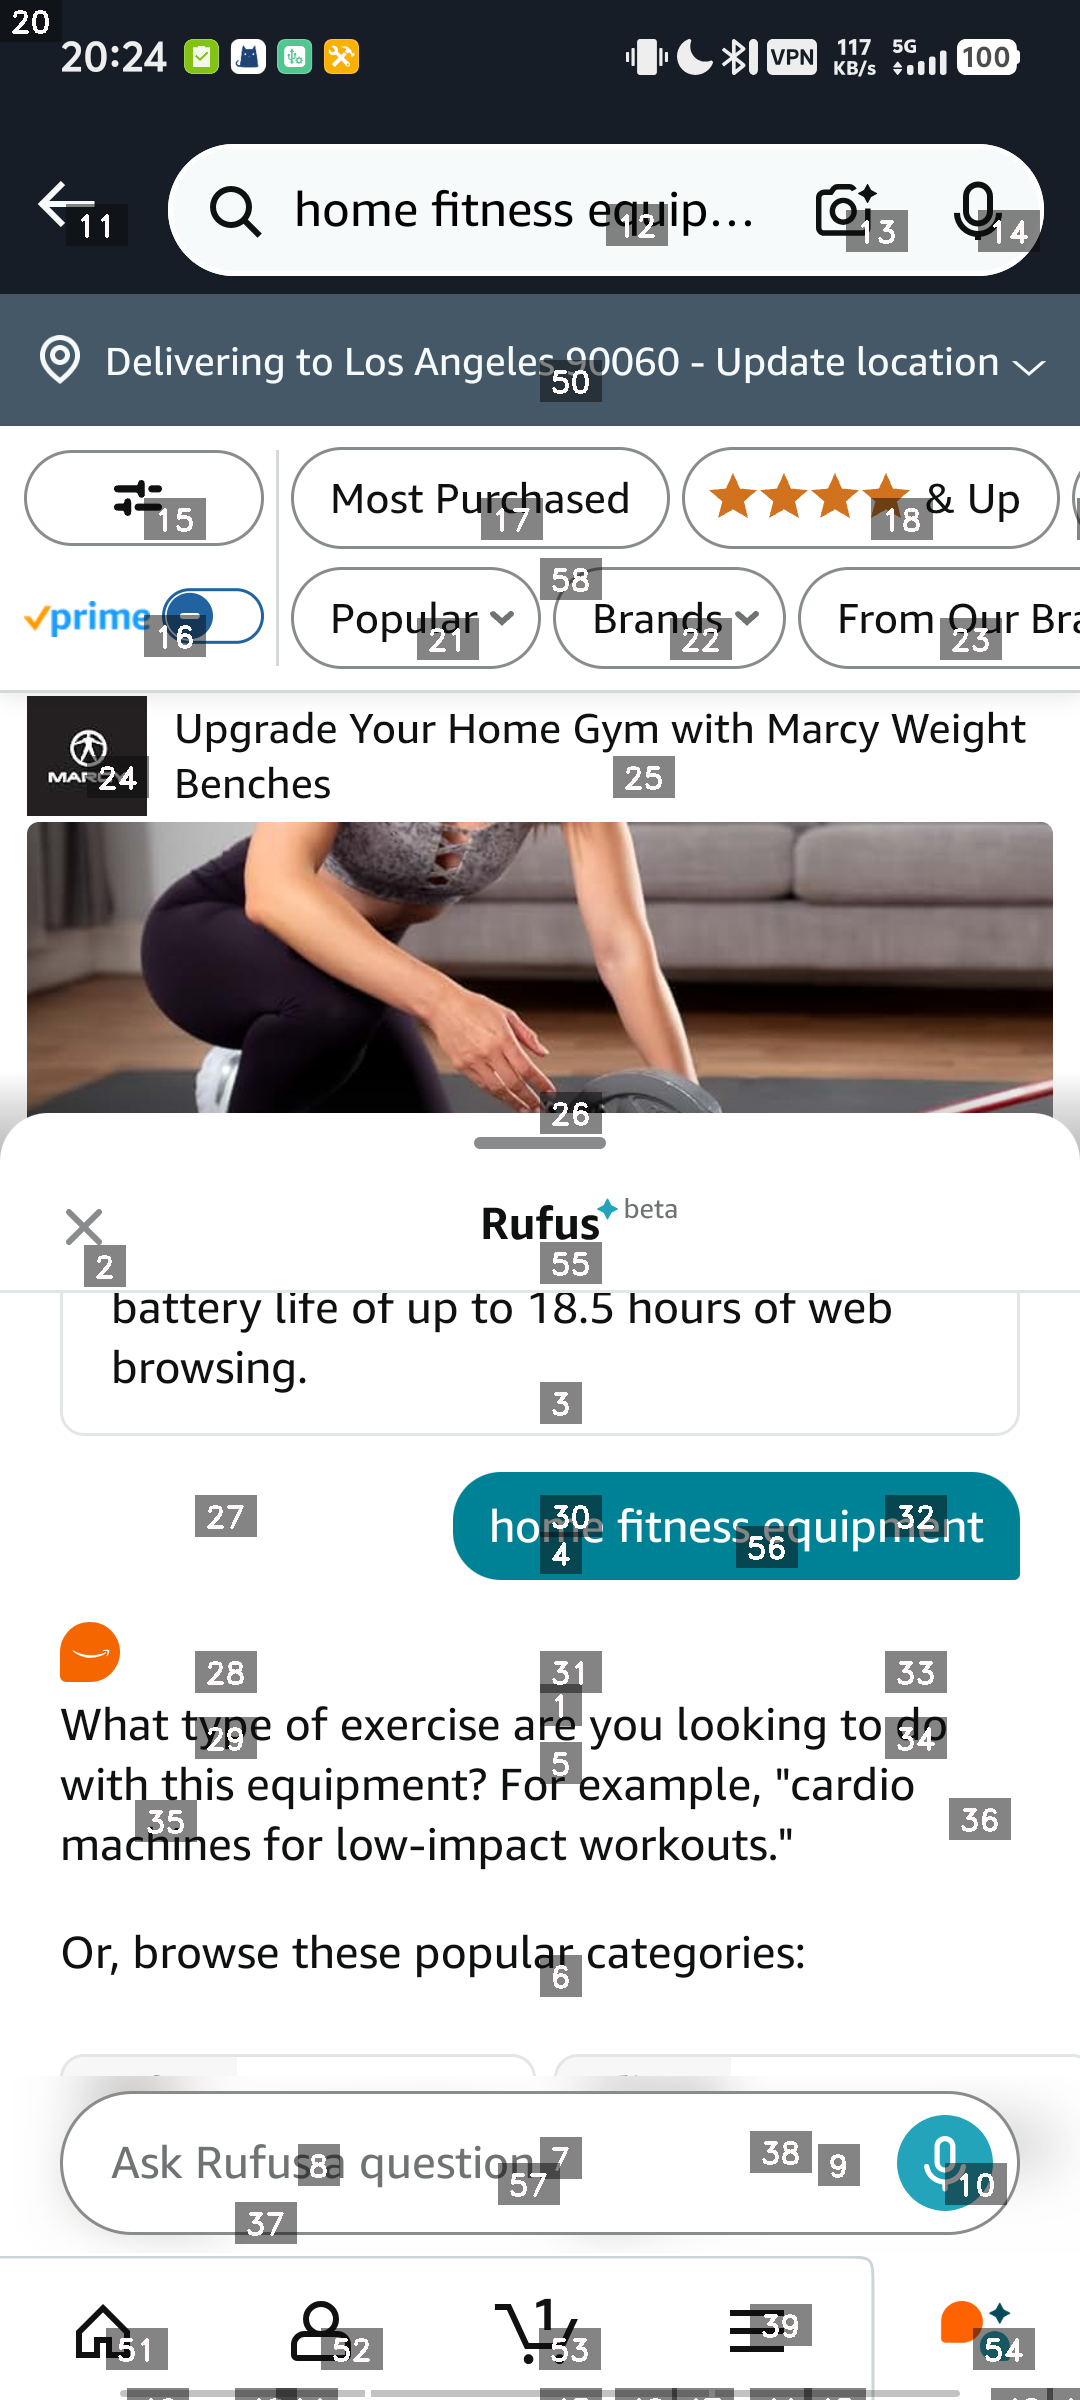 20:24
VPN
117 KB/s
5G
100
home fitness equip...
Delivering to Los Angeles 90060 - Update location
Most Purchased
& Up
prime
Popular
Brands
From Our Bra
MARCY
Upgrade Your Home Gym with Marcy Weight
Benches
Rufus beta
battery life of up to 18.5 hours of web
browsing.
home fitness equipment
What type of exercise are you looking to do
with this equipment? For example, "cardio
machines for low-impact workouts."
Or, browse these popular categories:
Ask Rufus a question
1
20
11
12
13
14
50
15
17
18
58
16
21
22
23
24
25
26
2
55
3
27
30
32
4
56
28
31
33
1
29
34
5
35
36
6
7
38
8
9
57
10
37
51
52
53
39
54